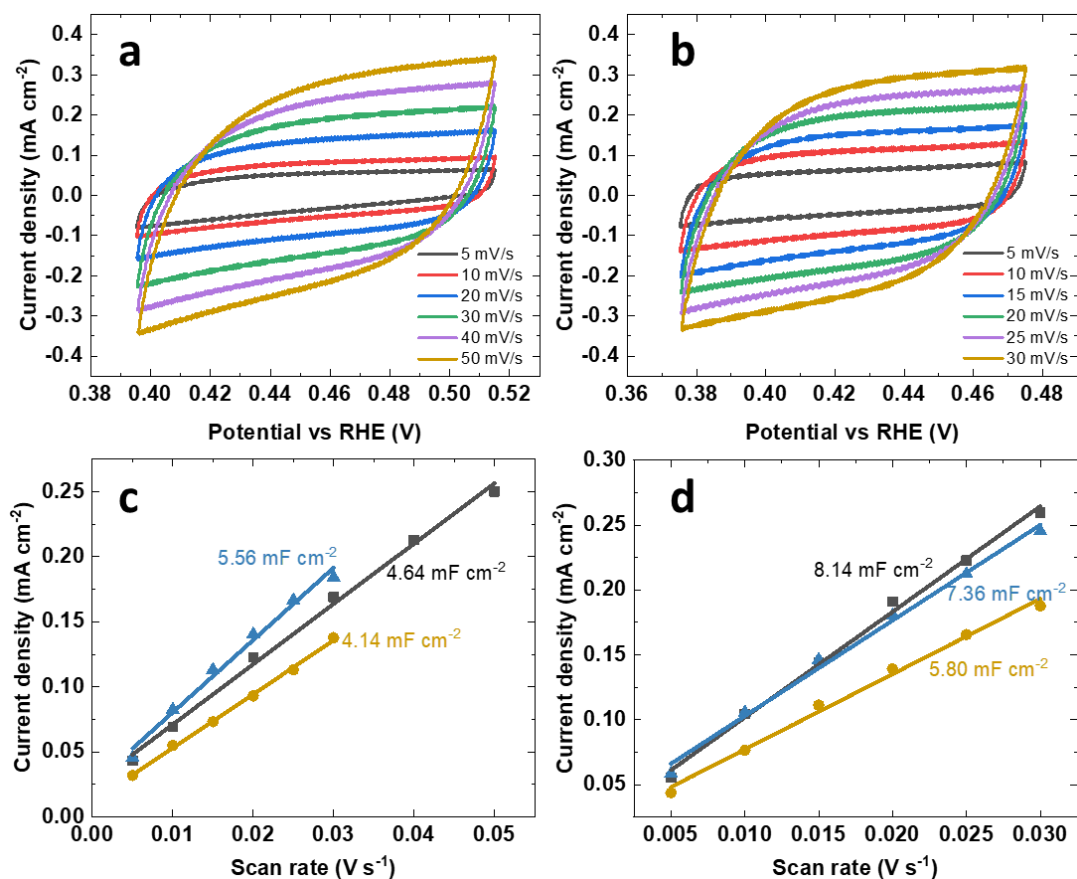 a
Current density (mA cm-2)
0.4
0.3
0.2
0.1
0.0
-0.1
-0.2
-0.3
-0.4
5 mV/s
10 mV/s
20 mV/s
30 mV/s
40 mV/s
50 mV/s
0.38 0.40 0.42 0.44 0.46 0.48 0.50 0.52
Potential vs RHE (V)
b
Current density (mA cm-2)
0.4
0.3
0.2
0.1
0.0
-0.1
-0.2
-0.3
-0.4
5 mV/s
10 mV/s
15 mV/s
20 mV/s
25 mV/s
30 mV/s
0.36 0.38 0.40 0.42 0.44 0.46 0.48
Potential vs RHE (V)
c
Current density (mA cm-2)
0.25
0.20
0.15
0.10
0.05
0.00
5.56 mF cm-2
4.64 mF cm-2
4.14 mF cm-2
0.00 0.01 0.02 0.03 0.04 0.05
Scan rate (V s-1)
d
Current density (mA cm-2)
0.30
0.25
0.20
0.15
0.10
0.05
8.14 mF cm-2
7.36 mF cm-2
5.80 mF cm-2
0.005 0.010 0.015 0.020 0.025 0.030
Scan rate (V s-1)